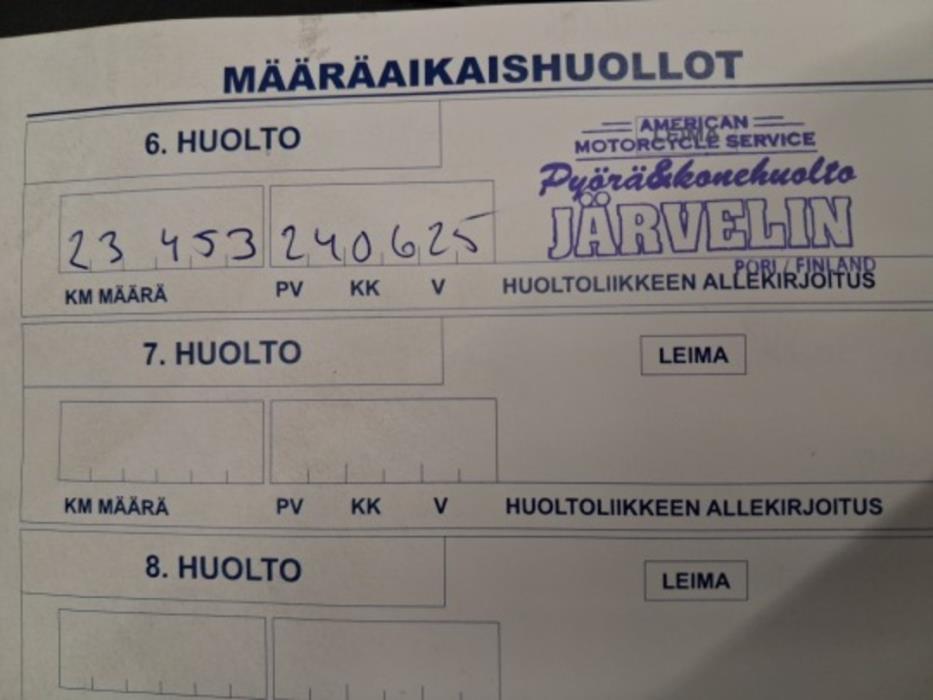 MÄÄRÄAIKAISHUOLLOT
6. HUOLTO
LEIMA
AMERICAN
MOTORCYCLE SERVICE
Pyörä&konehuolto
JÄRVELIN
PORI / FINLAND
23 453 240625
KM MÄÄRÄ PV KK V HUOLTOLIIKKEEN ALLEKIRJOITUS
7. HUOLTO LEIMA
KM MÄÄRÄ PV KK V HUOLTOLIIKKEEN ALLEKIRJOITUS
8. HUOLTO LEIMA